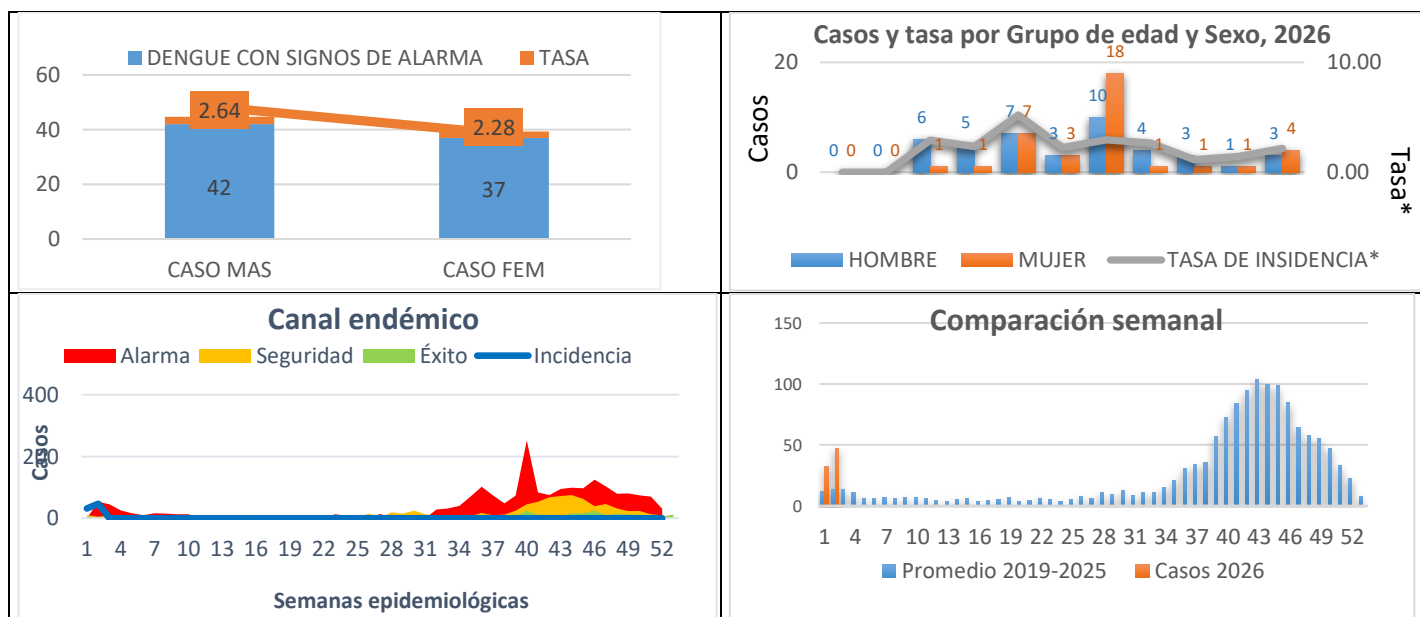 DENGUE CON SIGNOS DE ALARMA TASA
60
40
20
0
2.64
2.28
42
37
CASO MAS CASO FEM
Casos y tasa por Grupo de edad y Sexo, 2026
20
0
Casos
10.00
0.00
Tasa*
0 0 0 0 6 1 5 1 7 7 3 3 10 18 4 1 3 1 1 1 3 4
HOMBRE MUJER TASA DE INSIDENCIA*
Canal endémico
Alarma Seguridad Éxito Incidencia
400
200
0
Casos
1 4 7 10 13 16 19 22 25 28 31 34 37 40 43 46 49 52
Semanas epidemiológicas
Comparación semanal
150
100
50
0
1 4 7 10 13 16 19 22 25 28 31 34 37 40 43 46 49 52
Promedio 2019-2025 Casos 2026